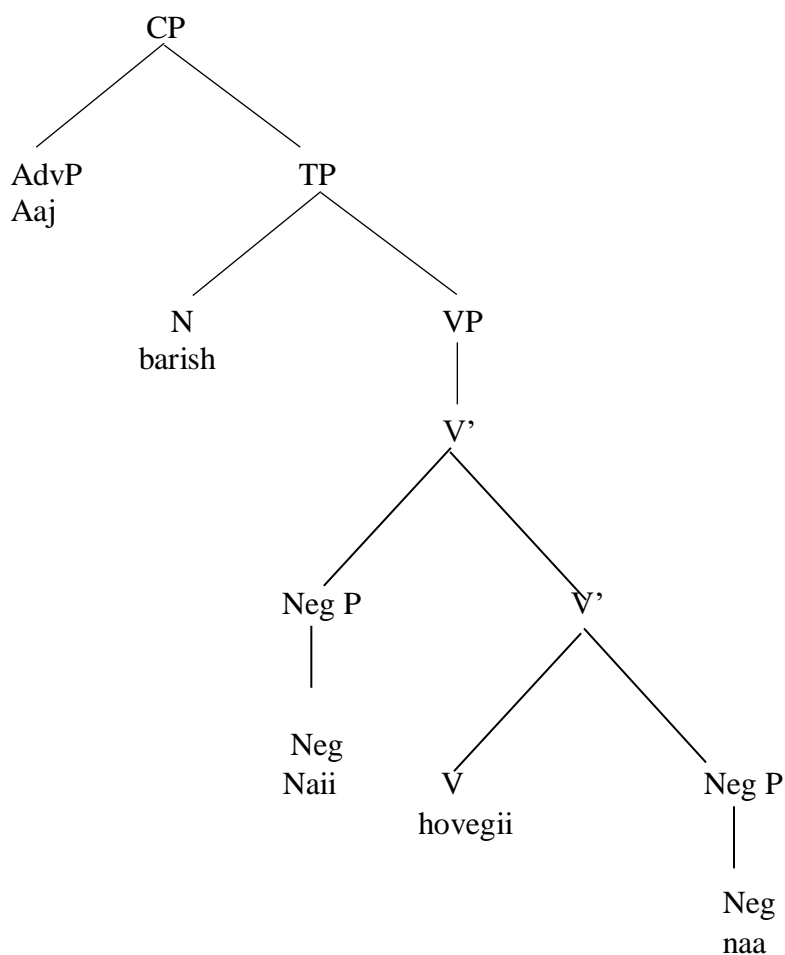 CP
AdvP TP
Aaj
N VP
barish
V’
Neg P V’
Neg
Naii V Neg P
hovegii
Neg
naa